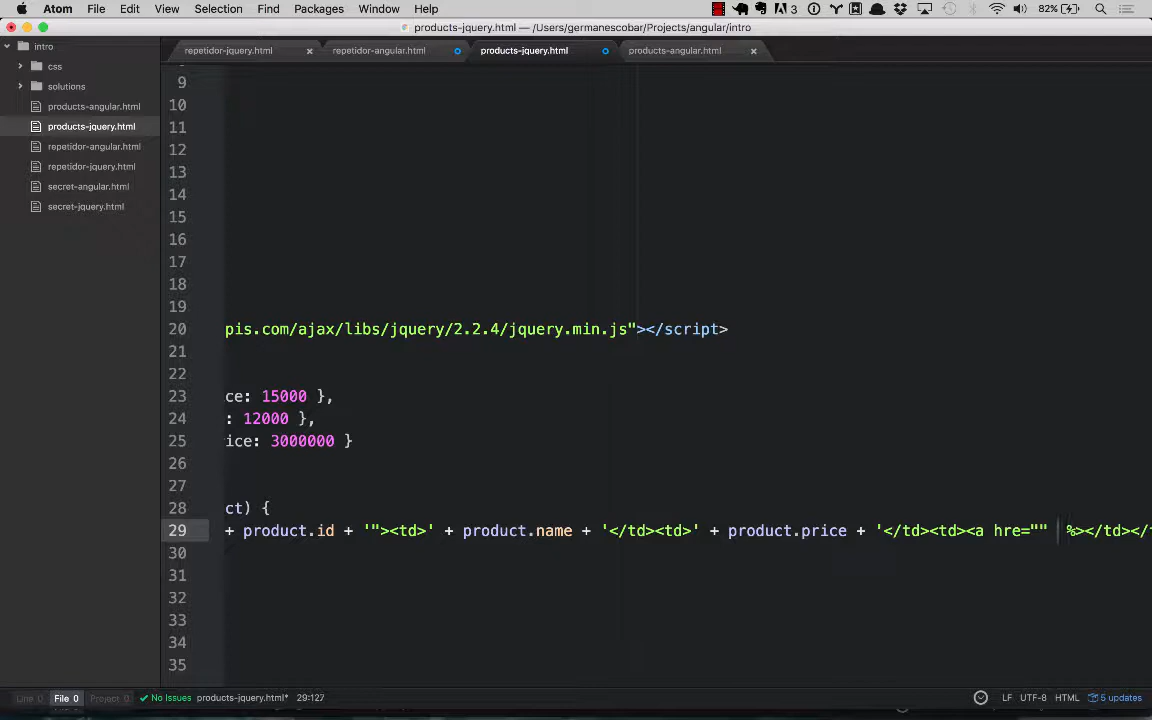 Atom File Edit View Selection Find Packages Window Help 3 82%
products-jquery.html — /Users/germanescobar/Projects/angular/intro
intro
css
solutions
products-angular.html
products-jquery.html
repetidor-angular.html
repetidor-jquery.html
secret-angular.html
secret-jquery.html
repetidor-jquery.html repetidor-angular.html products-jquery.html products-angular.html
9
10
11
12
13
14
15
16
17
18
19
20 pis.com/ajax/libs/jquery/2.2.4/jquery.min.js"></script>
21
22
23 ce: 15000 },
24 : 12000 },
25 ice: 3000000 }
26
27
28 ct) {
29 + product.id + '"><td>' + product.name + '</td><td>' + product.price + '</td><td><a hre="" %></td></t
30
31
32
33
34
35
Line 0 File 0 Project 0 No Issues products-jquery.html* 29:127 LF UTF-8 HTML 5 updates